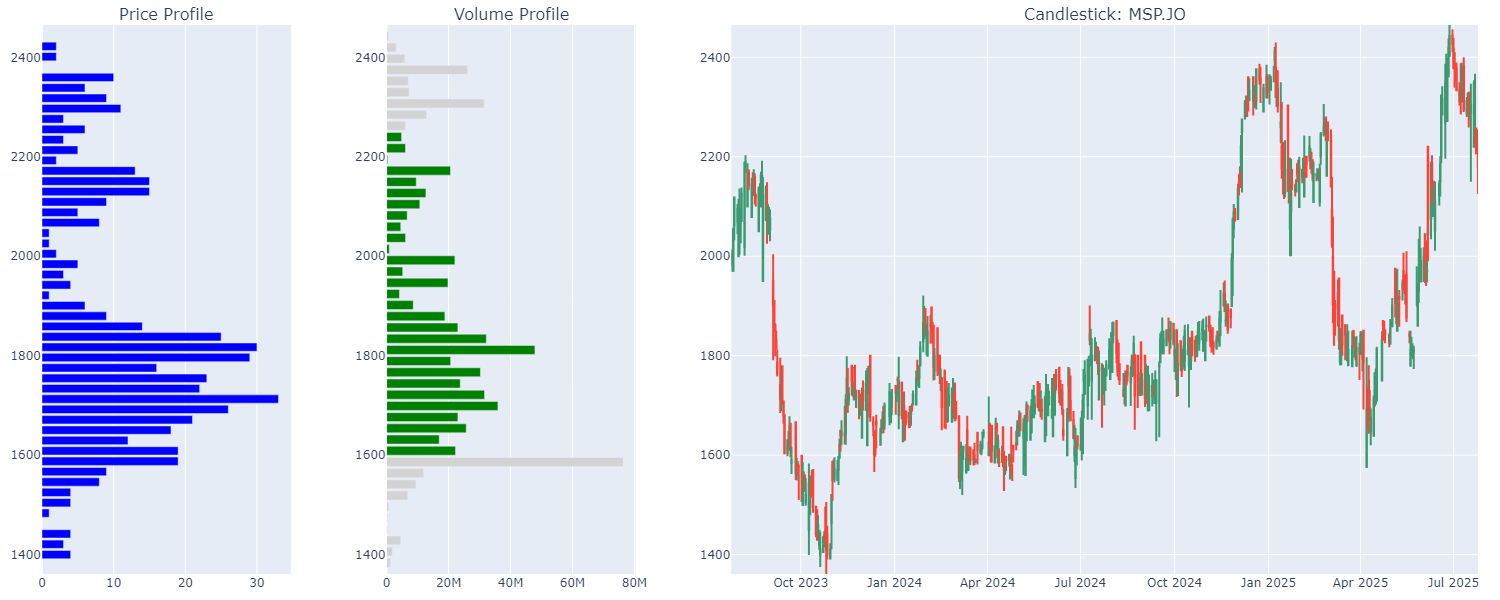 Price Profile
Volume Profile
Candlestick: MSP.JO
2400
2200
2000
1800
1600
1400
0
10
20
30
2400
2200
2000
1800
1600
1400
0
20M
40M
60M
80M
2400
2200
2000
1800
1600
1400
Oct 2023
Jan 2024
Apr 2024
Jul 2024
Oct 2024
Jan 2025
Apr 2025
Jul 2025